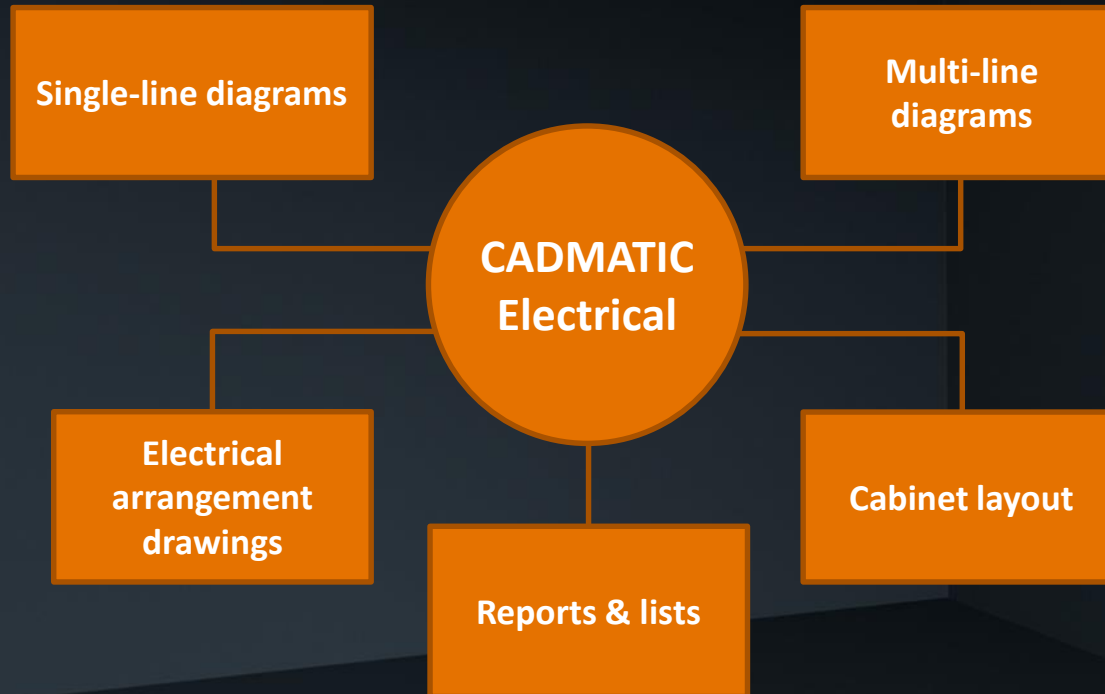 Single-line diagrams
Multi-line
diagrams
CADMATIC
Electrical
Electrical
arrangement
drawings
Cabinet layout
Reports & lists